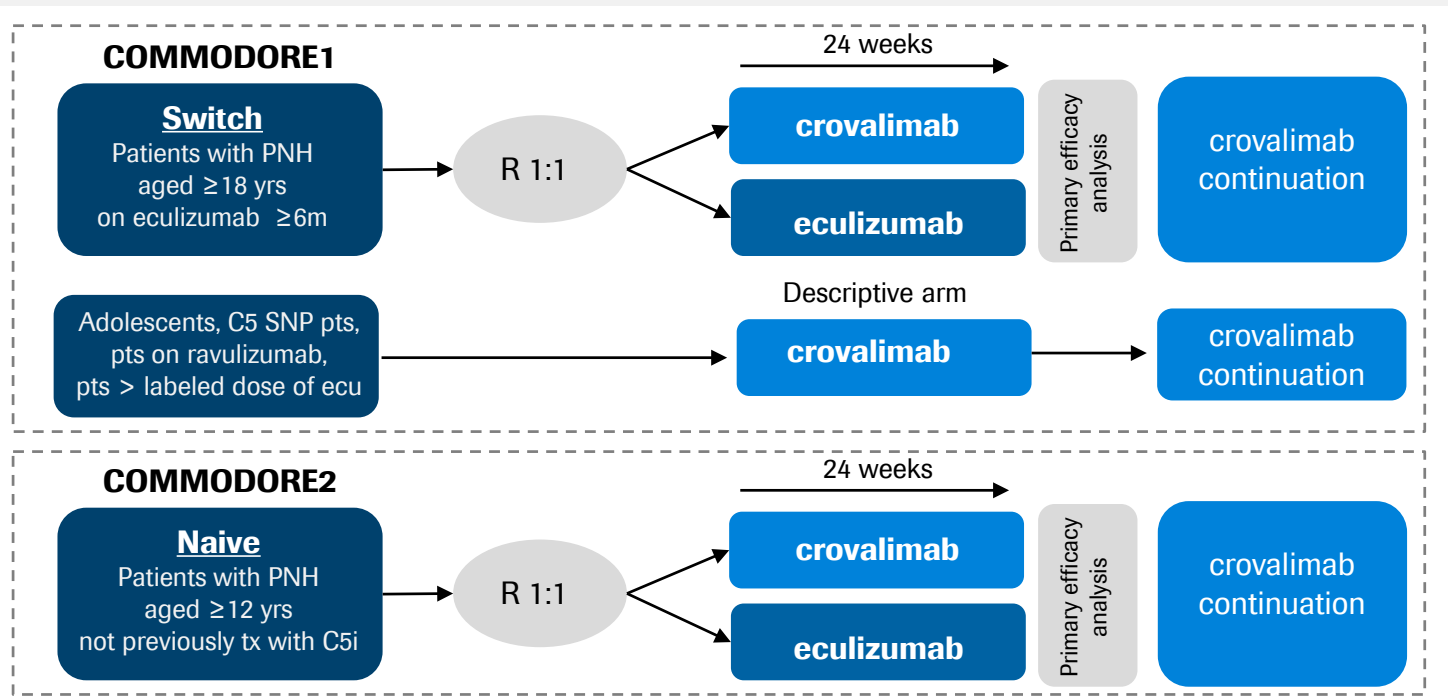 COMMODORE1
Switch
Patients with PNH
aged ≥18 yrs
on eculizumab ≥6m
R 1:1
24 weeks
crovalimab
eculizumab
Primary efficacy
analysis
crovalimab
continuation
Adolescents, C5 SNP pts,
pts on ravulizumab,
pts > labeled dose of ecu
Descriptive arm
crovalimab
crovalimab
continuation
COMMODORE2
Naive
Patients with PNH
aged ≥12 yrs
not previously tx with C5i
R 1:1
24 weeks
crovalimab
eculizumab
Primary efficacy
analysis
crovalimab
continuation